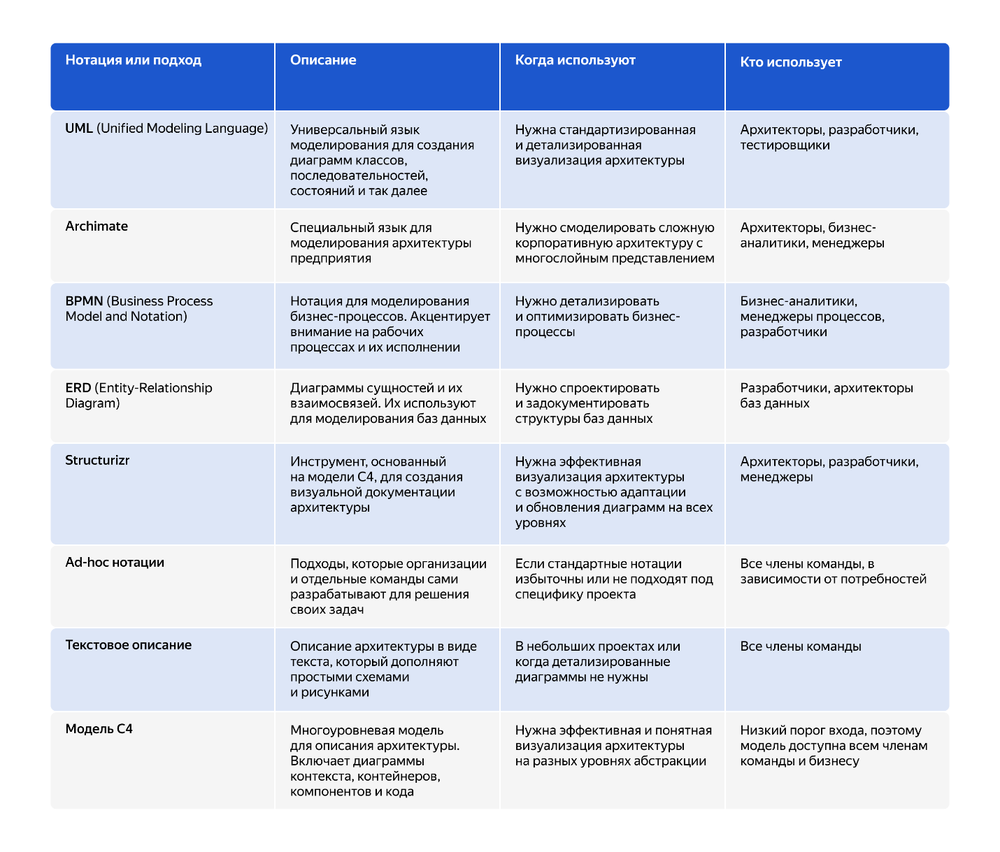 Нотация или подход
Описание
Когда используют
Кто использует
UML (Unified Modeling Language)
Универсальный язык
моделирования для создания
диаграмм классов,
последовательностей,
состояний и так далее
Нужна стандартизированная
и детализированная
визуализация архитектуры
Архитекторы, разработчики,
тестировщики
Archimate
Специальный язык для
моделирования архитектуры
предприятия
Нужно смоделировать сложную
корпоративную архитектуру с
многослойным представлением
Архитекторы, бизнес-
аналитики, менеджеры
BPMN (Business Process
Model and Notation)
Нотация для моделирования
бизнес-процессов. Акцентирует
внимание на рабочих
процессах и их исполнении
Нужно детализировать
и оптимизировать бизнес-
процессы
Бизнес-аналитики,
менеджеры процессов,
разработчики
ERD (Entity-Relationship
Diagram)
Диаграммы сущностей и их
взаимосвязей. Их используют
для моделирования баз данных
Нужно спроектировать
и задокументировать
структуры баз данных
Разработчики, архитекторы
баз данных
Structurizr
Инструмент, основанный
на модели C4, для создания
визуальной документации
архитектуры
Нужна эффективная
визуализация архитектуры
с возможностью адаптации
и обновления диаграмм на всех
уровнях
Архитекторы, разработчики,
менеджеры
Ad-hoc нотации
Подходы, которые организации
и отдельные команды сами
разрабатывают для решения
своих задач
Если стандартные нотации
избыточны или не подходят под
специфику проекта
Все члены команды, в
зависимости от потребностей
Текстовое описание
Описание архитектуры в виде
текста, который дополняют
простыми схемами
и рисунками
В небольших проектах или
когда детализированные
диаграммы не нужны
Все члены команды
Модель C4
Многоуровневая модель
для описания архитектуры.
Включает диаграммы
контекста, контейнеров,
компонентов и кода
Нужна эффективная и понятная
визуализация архитектуры
на разных уровнях абстракции
Низкий порог входа, поэтому
модель доступна всем членам
команды и бизнесу